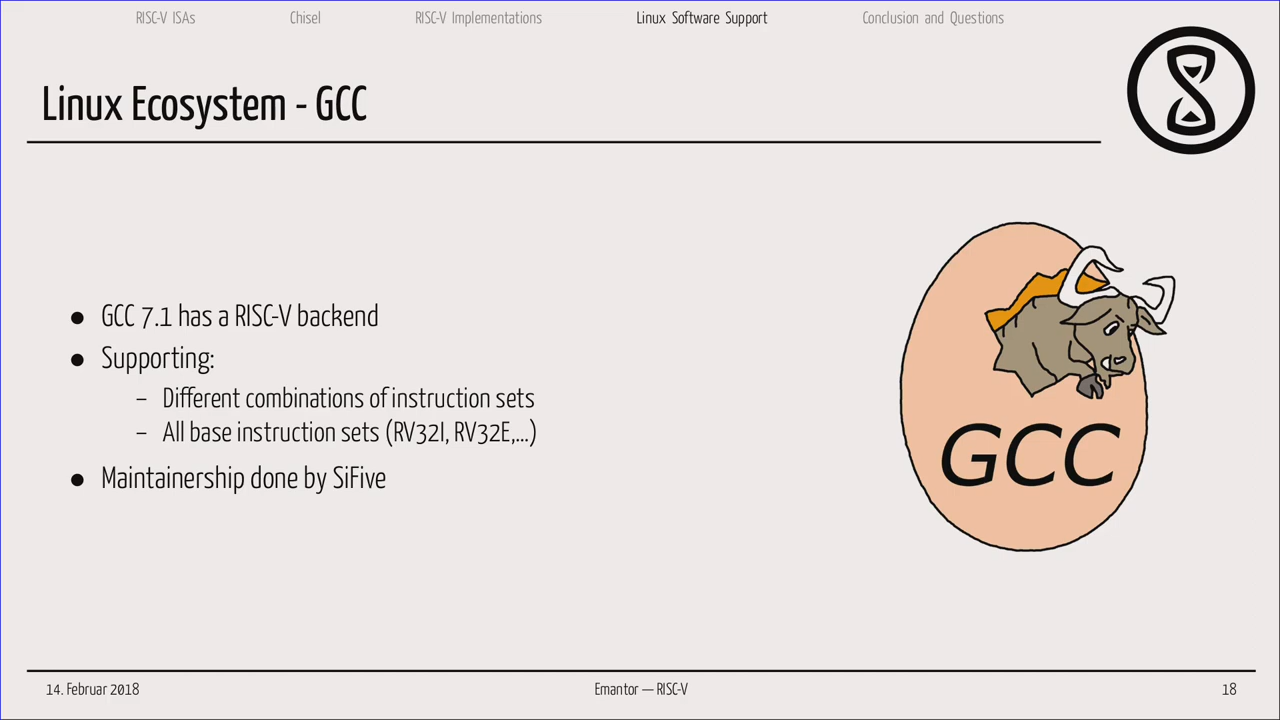 RISC-V ISAs Chisel RISC-V Implementations Linux Software Support Conclusion and Questions
Linux Ecosystem - GCC
● GCC 7.1 has a RISC-V backend
● Supporting:
– Different combinations of instruction sets
– All base instruction sets (RV32I, RV32E,...)
● Maintainership done by SiFive
GCC
14. Februar 2018 Emantor — RISC-V 18